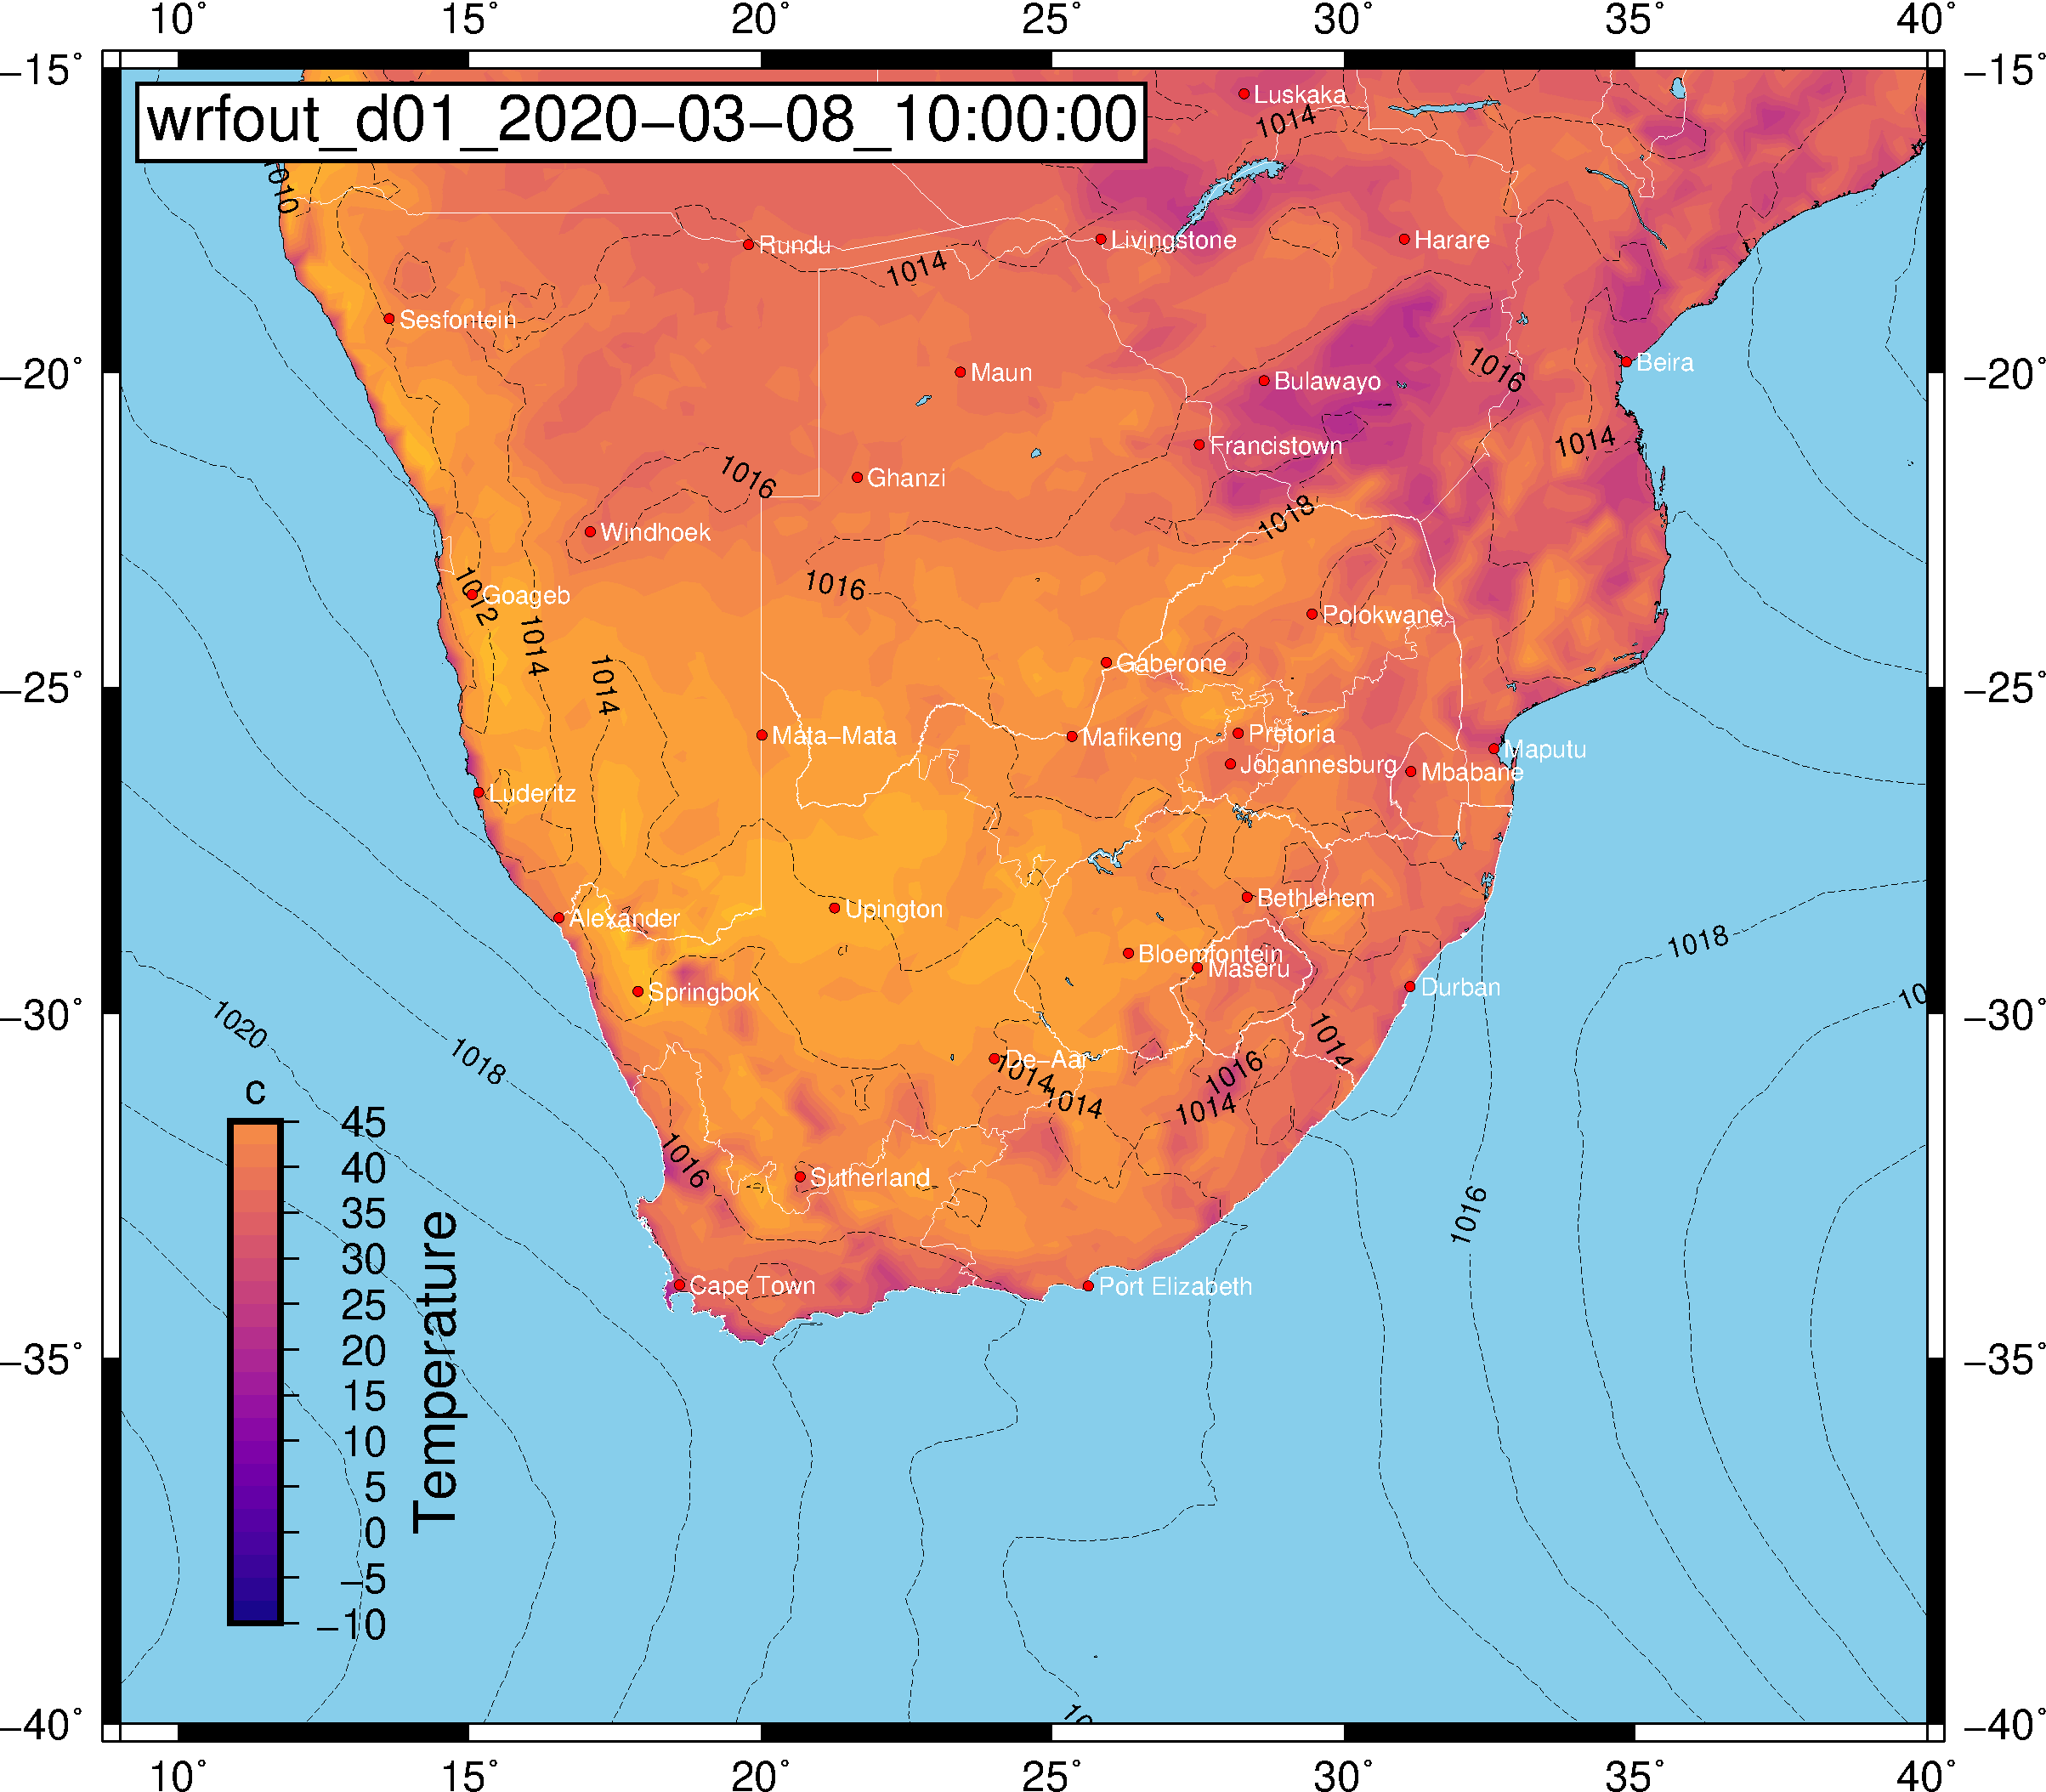 10° 15° 20° 25° 30° 35° 40°
−15° −15°
wrfout_d01_2020−03−08_10:00:00
Luskaka
1014
1010
Rundu
Livingstone
Harare
1014
Sesfontein
Maun
Bulawayo
1016
Beira
−20° −20°
Francistown
1014
1016
Ghanzi
Windhoek
1018
1016
Goageb
1012
1014
Polokwane
Gaberone
1014
−25° −25°
Mata−Mata
Mafikeng
Pretoria
Johannesburg
Maputu
Mbabane
Luderitz
Bethlehem
Alexander
Upington
Bloemfontein
Maseru
1018
Springbok
Durban
−30° −30°
1020
1018
De−Aar
1014
1014
1016
1014
1014
1016
Sutherland
1016
Cape Town
Port Elizabeth
c
45
40
35
30
25
20
15
10
5
0
−5
−10
Temperature
−35° −35°
10
10
−40° −40°
10° 15° 20° 25° 30° 35° 40°